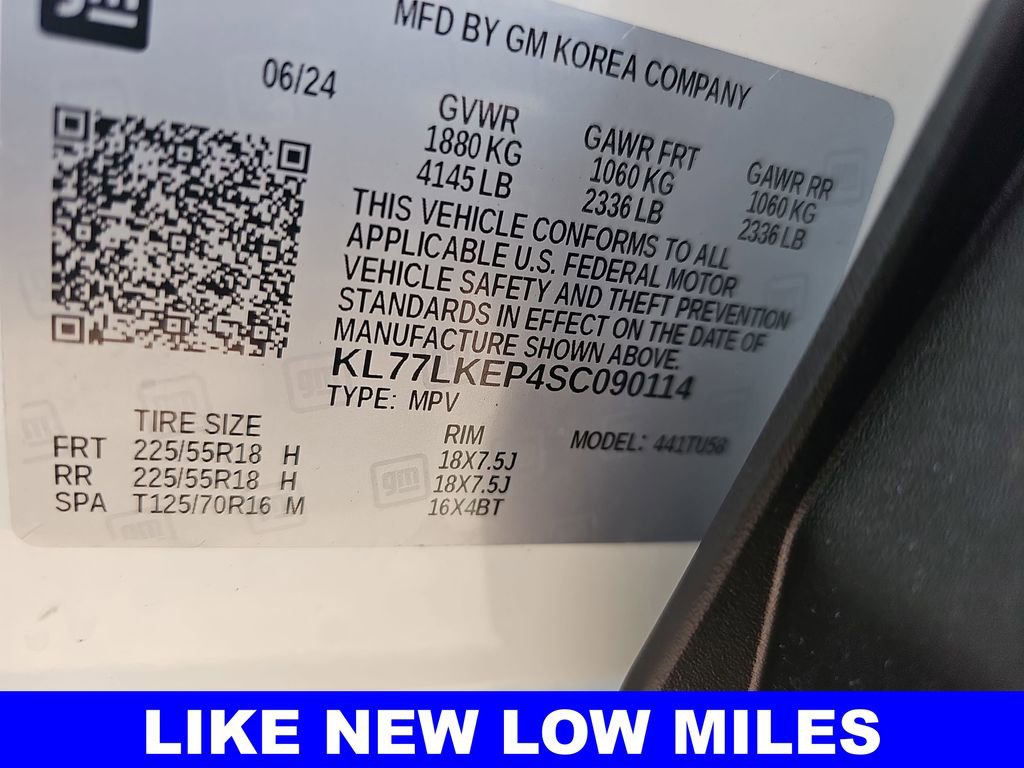 gm
MFD BY GM KOREA COMPANY
06/24
GVWR
1880 KG
4145 LB
GAWR FRT
1060 KG
2336 LB
GAWR RR
1060 KG
2336 LB
THIS VEHICLE CONFORMS TO ALL
APPLICABLE U.S. FEDERAL MOTOR
VEHICLE SAFETY AND THEFT PREVENTION
STANDARDS IN EFFECT ON THE DATE OF
MANUFACTURE SHOWN ABOVE.
KL77LKEP4SC090114
TYPE: MPV
MODEL: 441TU58
TIRE SIZE RIM
FRT 225/55R18 H 18X7.5J
RR 225/55R18 H 18X7.5J
SPA T125/70R16 M 16X4BT
gm
LIKE NEW LOW MILES